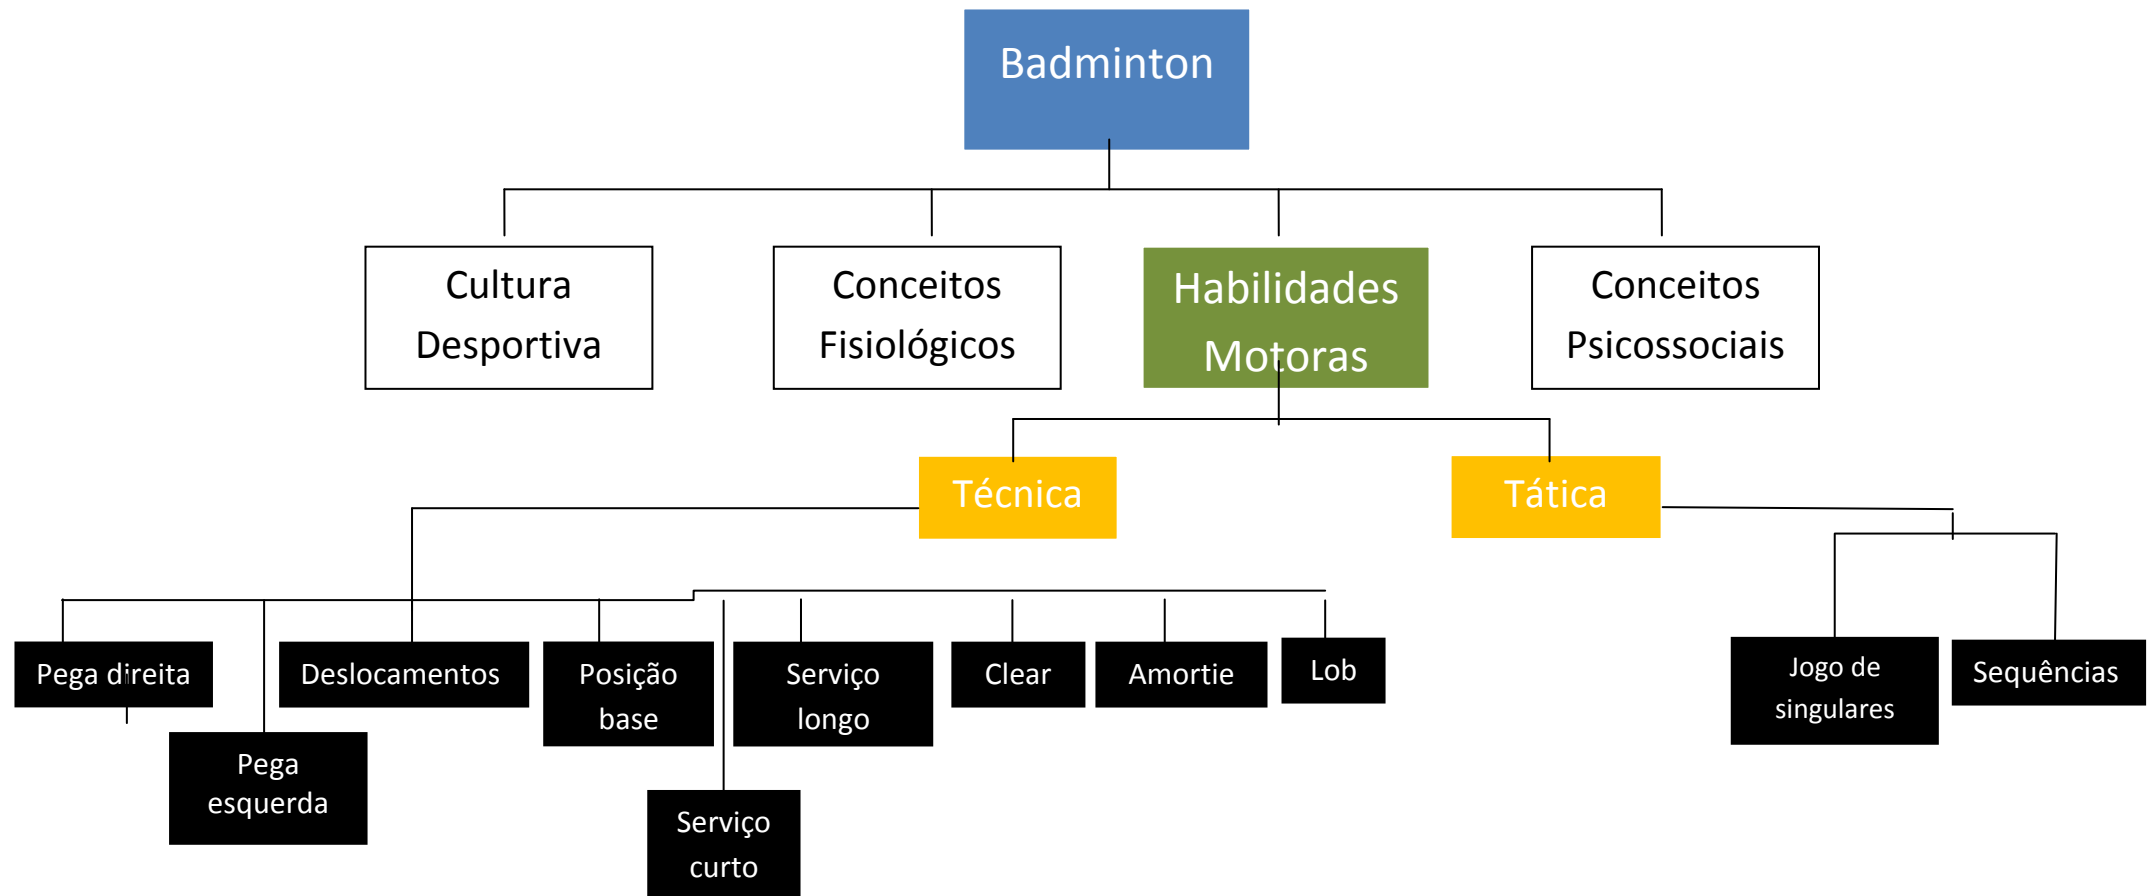 Badminton
Cultura
Desportiva
Conceitos
Fisiológicos
Habilidades
Motoras
Conceitos
Psicossociais
Técnica
Tática
Pega direita
Pega
esquerda
Deslocamentos
Posição
base
Serviço
curto
Serviço
longo
Clear
Amortie
Lob
Jogo de
singulares
Sequências